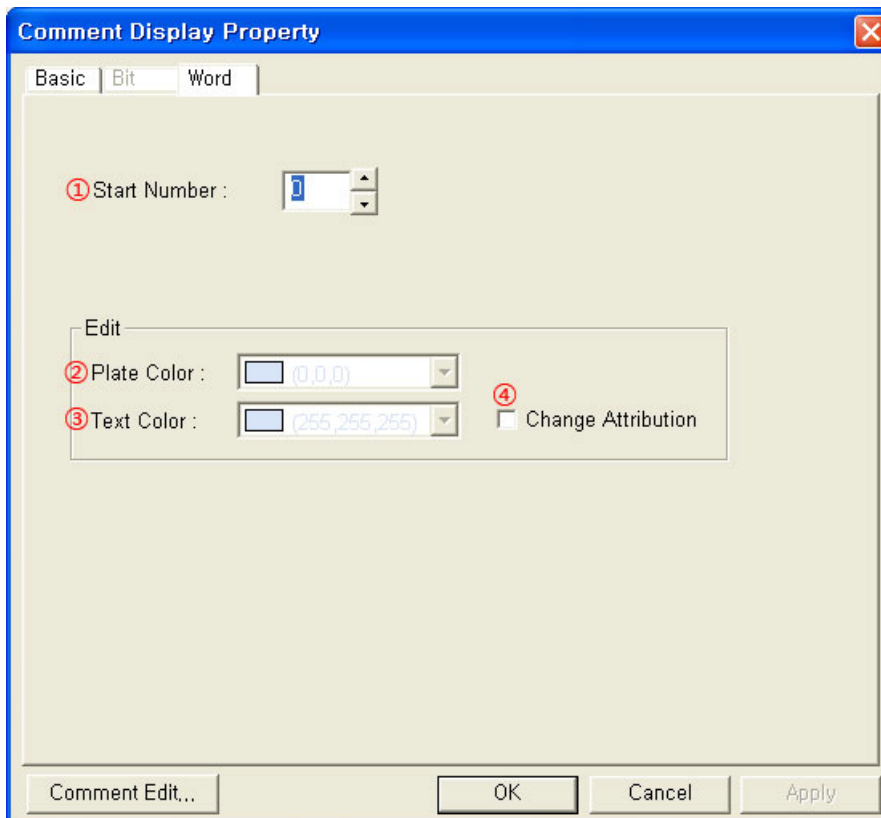 Comment Display Property
Basic Bit Word
①Start Number : 0
Edit
②Plate Color : (0,0,0)
④
③Text Color : (255,255,255) Change Attribution
Comment Edit... OK Cancel Apply